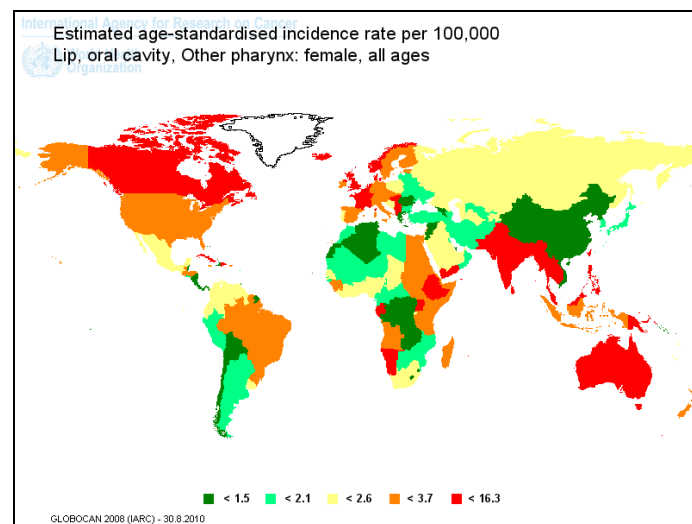 International Agency for Research on Cancer
Estimated age-standardised incidence rate per 100,000
Lip, oral cavity, Other pharynx: female, all ages
World Health
Organization
< 1.5 < 2.1 < 2.6 < 3.7 < 16.3
GLOBOCAN 2008 (IARC) - 30.8.2010